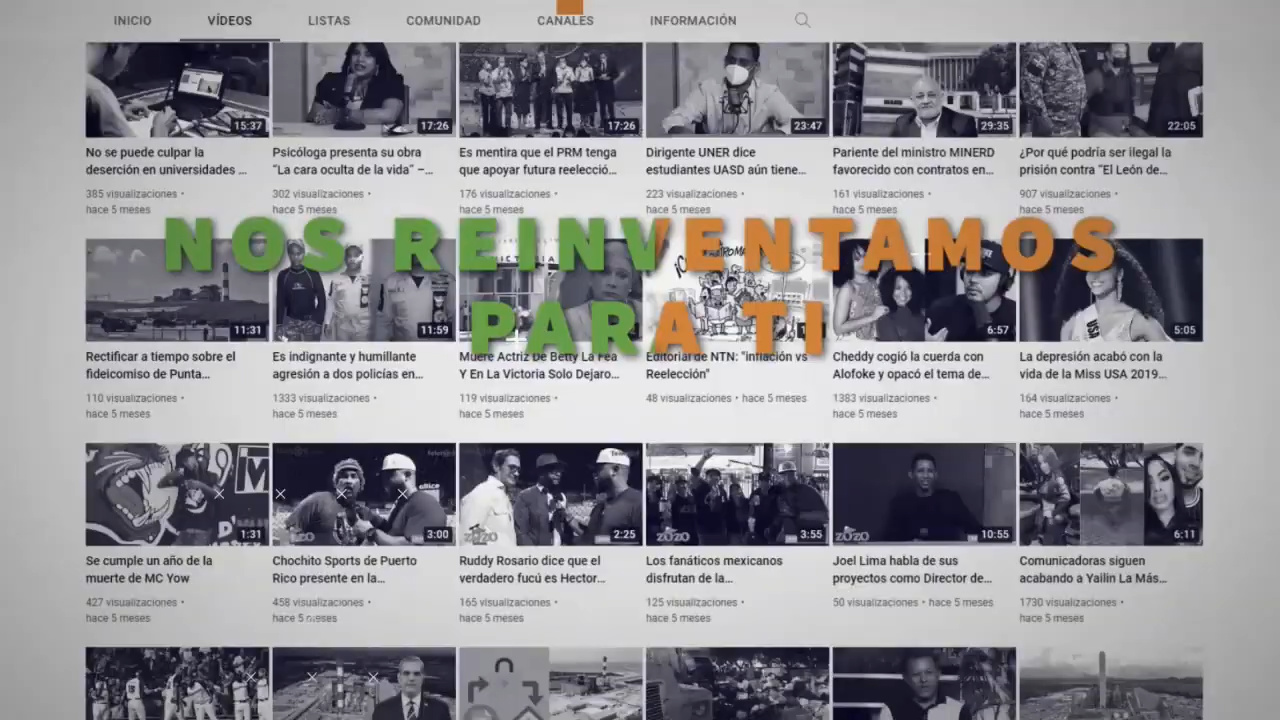 INICIO VÍDEOS LISTAS COMUNIDAD CANALES INFORMACIÓN
15:37 17:26 17:26 23:47 29:35 22:05
No se puede culpar la
deserción en universidades ...
385 visualizaciones •
hace 5 meses
Psicóloga presenta su obra
“La cara oculta de la vida” –...
302 visualizaciones •
hace 5 meses
Es mentira que el PRM tenga
que apoyar futura reelecció...
176 visualizaciones •
hace 5 meses
Dirigente UNER dice
estudiantes UASD aún tiene...
223 visualizaciones •
hace 5 meses
Pariente del ministro MINERD
favorecido con contratos en...
161 visualizaciones •
hace 5 meses
¿Por qué podría ser ilegal la
prisión contra “El León de...
907 visualizaciones •
hace 5 meses
NOS REINVENTAMOS
PARA TI
11:31 11:59 6:57 5:05
Rectificar a tiempo sobre el
fideicomiso de Punta...
110 visualizaciones •
hace 5 meses
Es indignante y humillante
agresión a dos policías en...
1333 visualizaciones •
hace 5 meses
Muere Actriz De Betty La Fea
Y En La Victoria Solo Dejaro...
119 visualizaciones •
hace 5 meses
Editorial de NTN: "inflación vs
Reelección"
48 visualizaciones • hace 5 meses
Cheddy cogió la cuerda con
Alofoke y opacó el tema de...
1383 visualizaciones •
hace 5 meses
La depresión acabó con la
vida de la Miss USA 2019...
164 visualizaciones •
hace 5 meses
1:31 3:00 2:25 3:55 10:55 6:11
Se cumple un año de la
muerte de MC Yow
427 visualizaciones •
hace 5 meses
Chochito Sports de Puerto
Rico presente en la...
458 visualizaciones •
hace 5 meses
Ruddy Rosario dice que el
verdadero fucú es Hector...
165 visualizaciones •
hace 5 meses
Los fanáticos mexicanos
disfrutan de la...
125 visualizaciones •
hace 5 meses
Joel Lima habla de sus
proyectos como Director de...
50 visualizaciones • hace 5 meses
Comunicadoras siguen
acabando a Yailin La Más...
1730 visualizaciones •
hace 5 meses